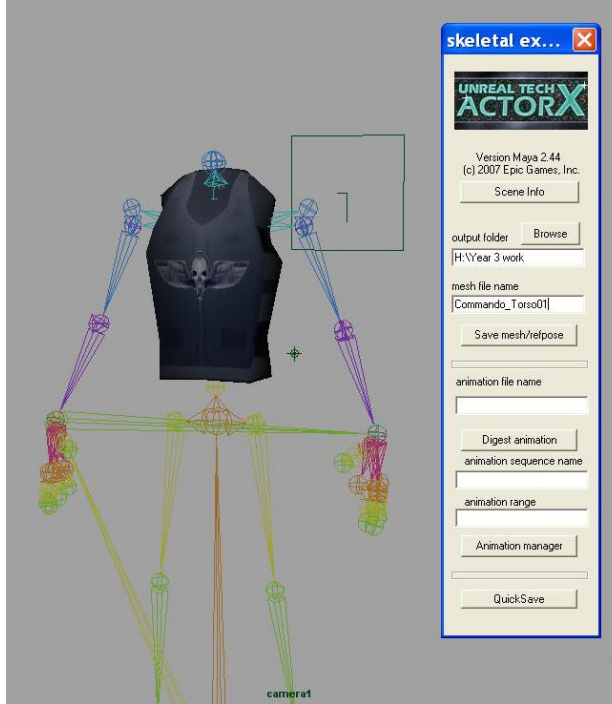 skeletal ex...
UNREAL TECH
ACTORX
Version Maya 2.44
(c) 2007 Epic Games, Inc.
Scene Info
output folder
Browse
H:\Year 3 work
mesh file name
Commando_Torso01
Save mesh/refpose
animation file name
Digest animation
animation sequence name
animation range
Animation manager
QuickSave
camera1